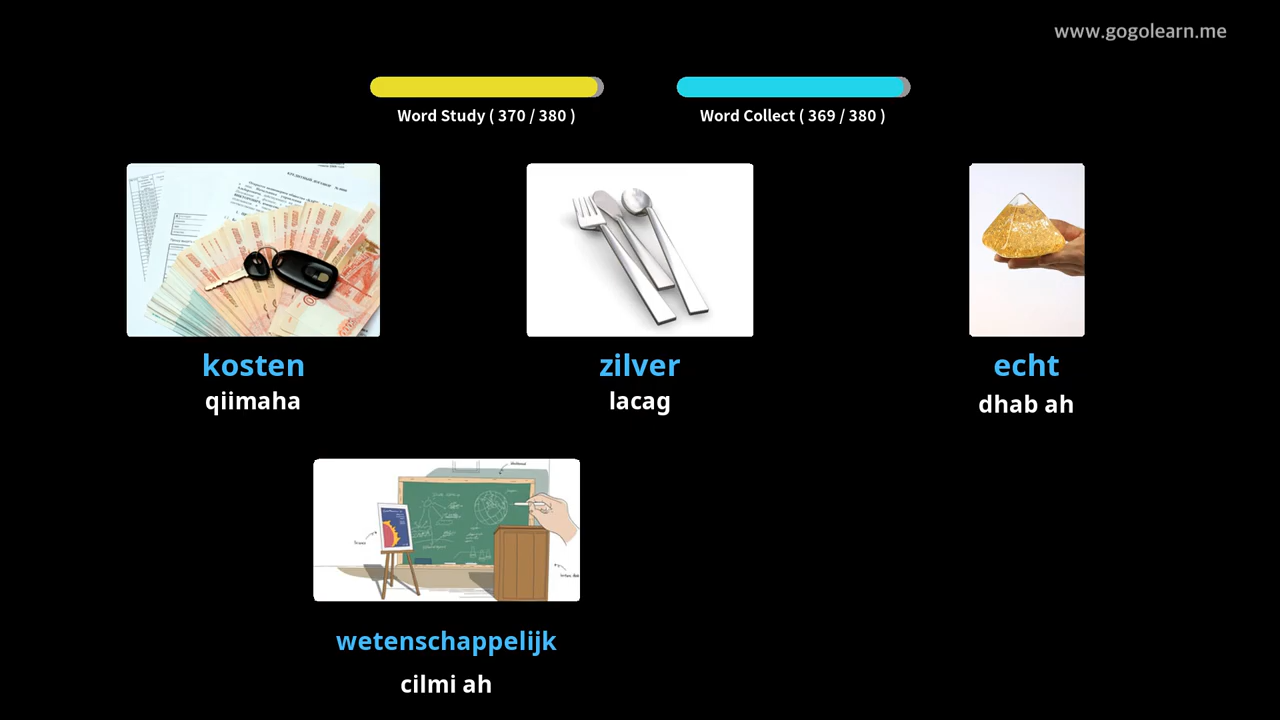 www.gogolearn.me
Word Study ( 370 / 380 )
Word Collect ( 369 / 380 )
kosten
qiimaha
zilver
lacag
echt
dhab ah
wetenschappelijk
cilmi ah